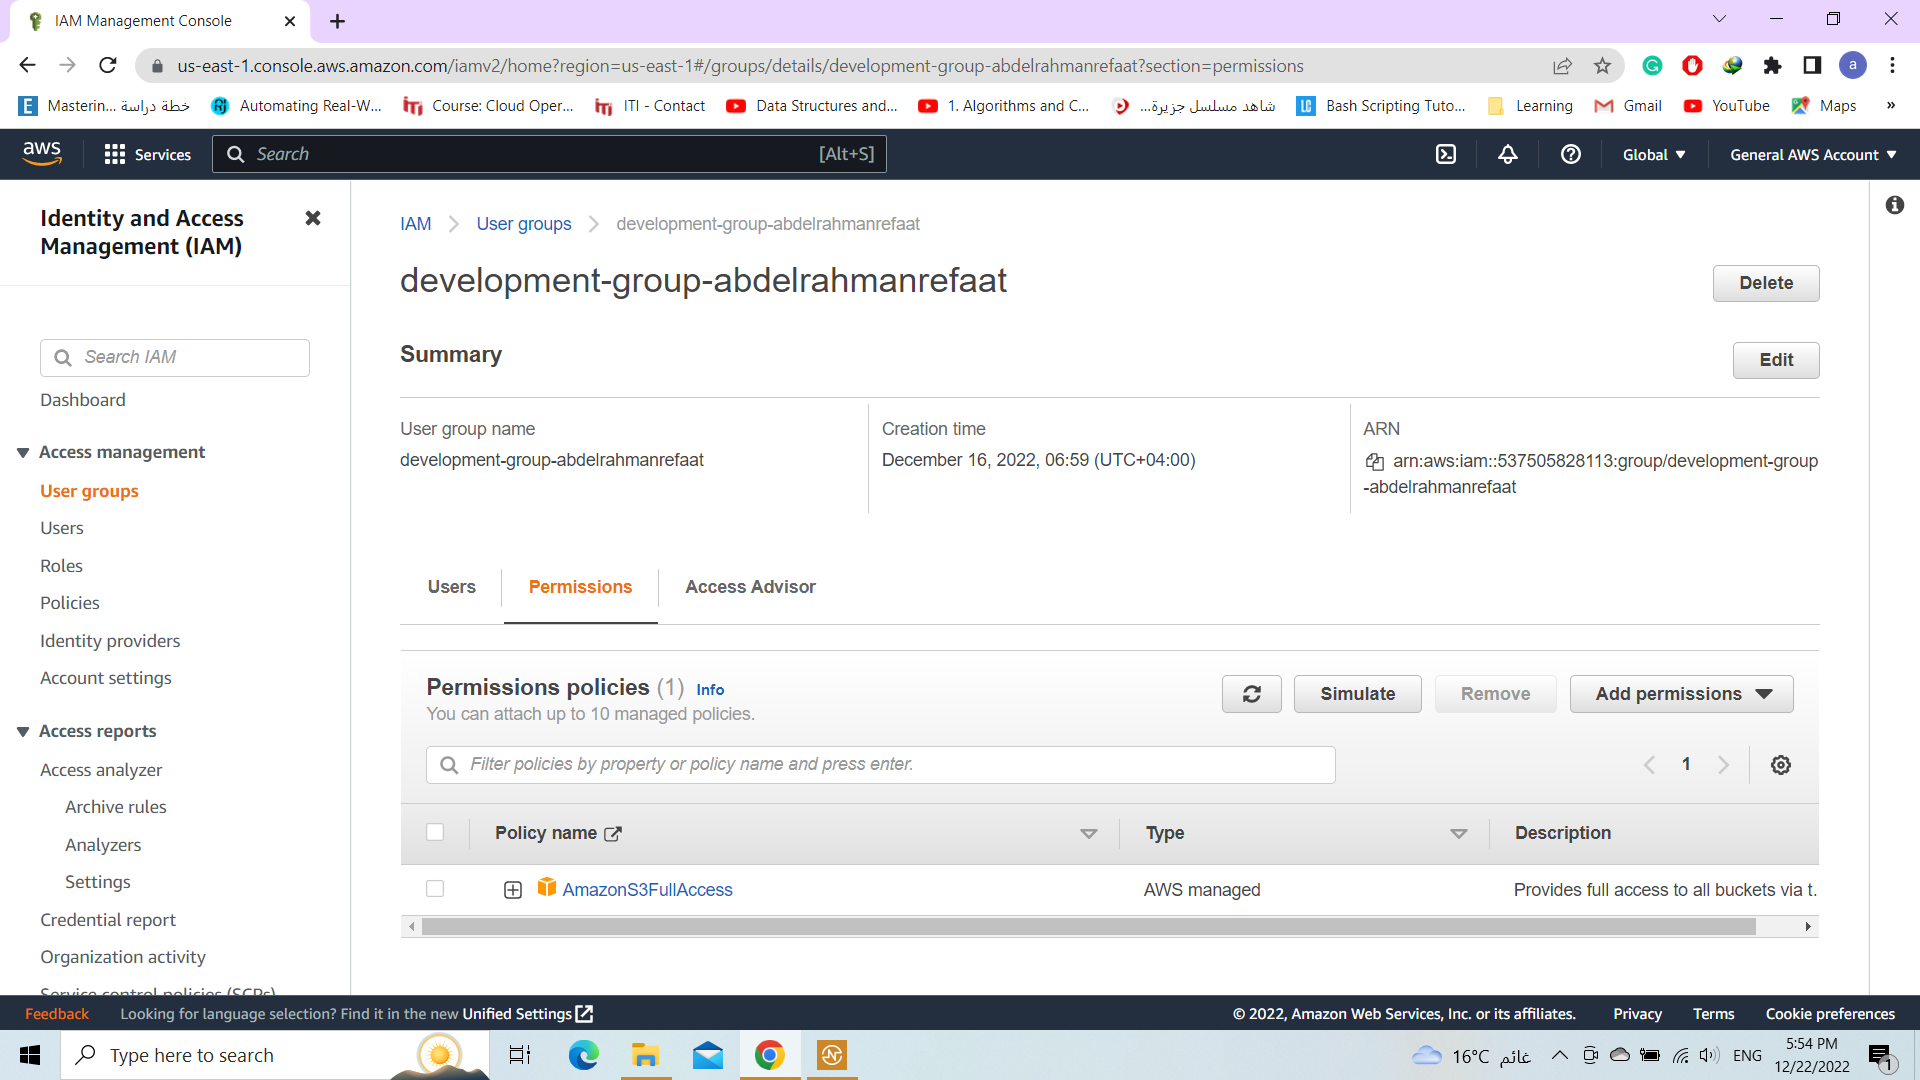 IAM Management Console
us-east-1.console.aws.amazon.com/iamv2/home?region=us-east-1#/groups/details/development-group-abdelrahmanrefaat?section=permissions
a
Masterin... خطة دراسة
Automating Real-W...
Course: Cloud Oper...
ITI - Contact
Data Structures and...
1. Algorithms and C...
شاهد مسلسل جزيرة...
Bash Scripting Tuto...
Learning
Gmail
YouTube
Maps
»
aws
Services
Search
[Alt+S]
Global
General AWS Account
Identity and Access
Management (IAM)
Search IAM
Dashboard
Access management
User groups
Users
Roles
Policies
Identity providers
Account settings
Access reports
Access analyzer
Archive rules
Analyzers
Settings
Credential report
Organization activity
Service control policies (SCPs)
IAM
User groups
development-group-abdelrahmanrefaat
development-group-abdelrahmanrefaat
Delete
Summary
Edit
User group name
development-group-abdelrahmanrefaat
Creation time
December 16, 2022, 06:59 (UTC+04:00)
ARN
arn:aws:iam::537505828113:group/development-group
-abdelrahmanrefaat
Users
Permissions
Access Advisor
Permissions policies (1) Info
You can attach up to 10 managed policies.
Simulate
Remove
Add permissions
Filter policies by property or policy name and press enter.
1
Policy name
Type
Description
AmazonS3FullAccess
AWS managed
Provides full access to all buckets via t.
Feedback
Looking for language selection? Find it in the new Unified Settings
© 2022, Amazon Web Services, Inc. or its affiliates.
Privacy
Terms
Cookie preferences
Type here to search
16°C غائم
ENG
5:54 PM
12/22/2022
1